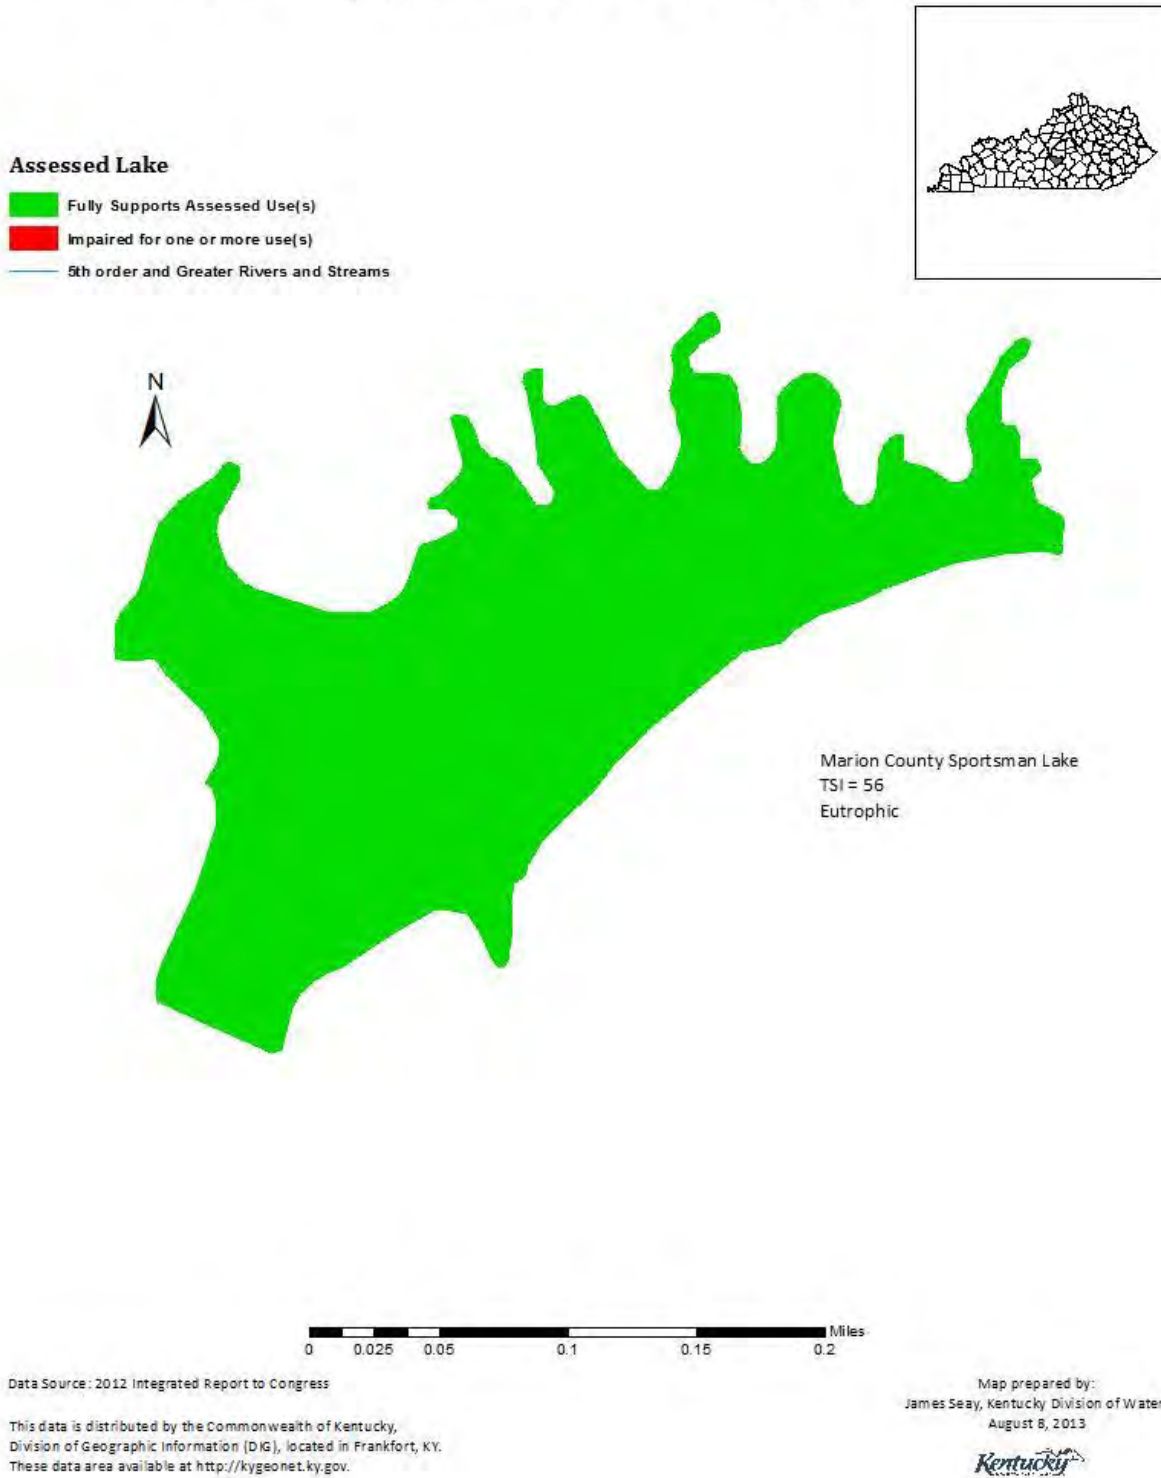 Assessed Lake
Fully Supports Assessed Use(s)
Impaired for one or more use(s)
5th order and Greater Rivers and Streams
N
Marion County Sportsman Lake
TSI = 56
Eutrophic
Miles
0 0.025 0.05 0.1 0.15 0.2
Data Source: 2012 Integrated Report to Congress
This data is distributed by the Commonwealth of Kentucky,
Division of Geographic Information (DIG), located in Frankfort, KY.
These data area available at http://kygeonet.ky.gov.
Map prepared by:
James Seay, Kentucky Division of Water
August 8, 2013
Kentucky